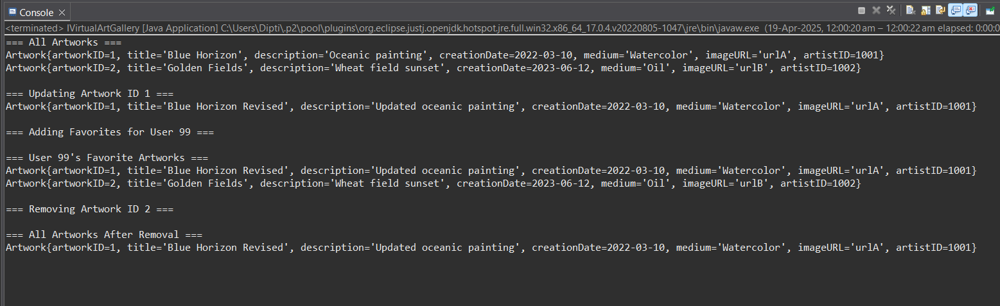 Console
<terminated> IVirtualArtGallery [Java Application] C:\Users\Dipti\.p2\pool\plugins\org.eclipse.justj.openjdk.hotspot.jre.full.win32.x86_64_17.0.4.v20220805-1047\jre\bin\javaw.exe (19-Apr-2025, 12:00:20 am – 12:00:22 am elapsed: 0:00:0
=== All Artworks ===
Artwork{artworkID=1, title='Blue Horizon', description='Oceanic painting', creationDate=2022-03-10, medium='Watercolor', imageURL='urlA', artistID=1001}
Artwork{artworkID=2, title='Golden Fields', description='Wheat field sunset', creationDate=2023-06-12, medium='Oil', imageURL='urlB', artistID=1002}
=== Updating Artwork ID 1 ===
Artwork{artworkID=1, title='Blue Horizon Revised', description='Updated oceanic painting', creationDate=2022-03-10, medium='Watercolor', imageURL='urlA', artistID=1001}
=== Adding Favorites for User 99 ===
=== User 99's Favorite Artworks ===
Artwork{artworkID=1, title='Blue Horizon Revised', description='Updated oceanic painting', creationDate=2022-03-10, medium='Watercolor', imageURL='urlA', artistID=1001}
Artwork{artworkID=2, title='Golden Fields', description='Wheat field sunset', creationDate=2023-06-12, medium='Oil', imageURL='urlB', artistID=1002}
=== Removing Artwork ID 2 ===
=== All Artworks After Removal ===
Artwork{artworkID=1, title='Blue Horizon Revised', description='Updated oceanic painting', creationDate=2022-03-10, medium='Watercolor', imageURL='urlA', artistID=1001}